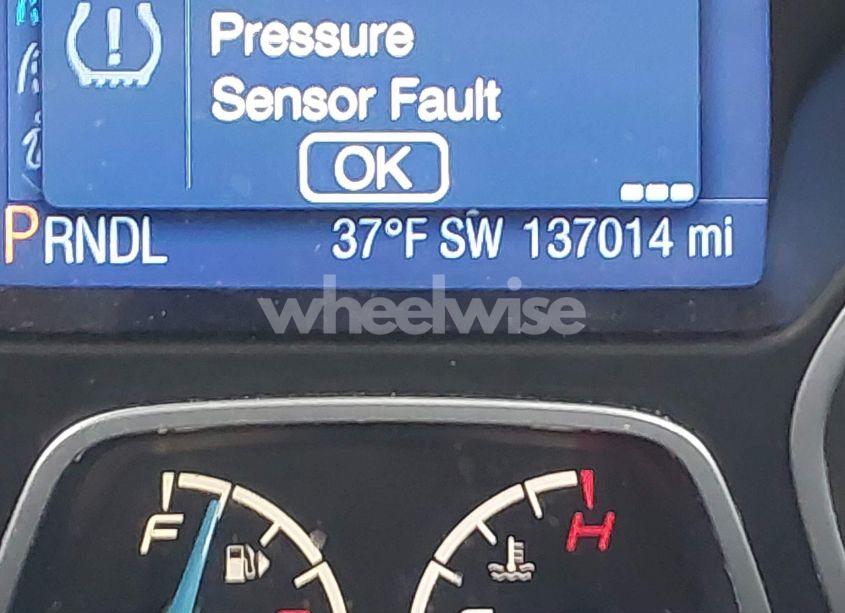 Pressure
Sensor Fault
OK
PRNDL 37°F SW 137014 mi
wheelwise
F H